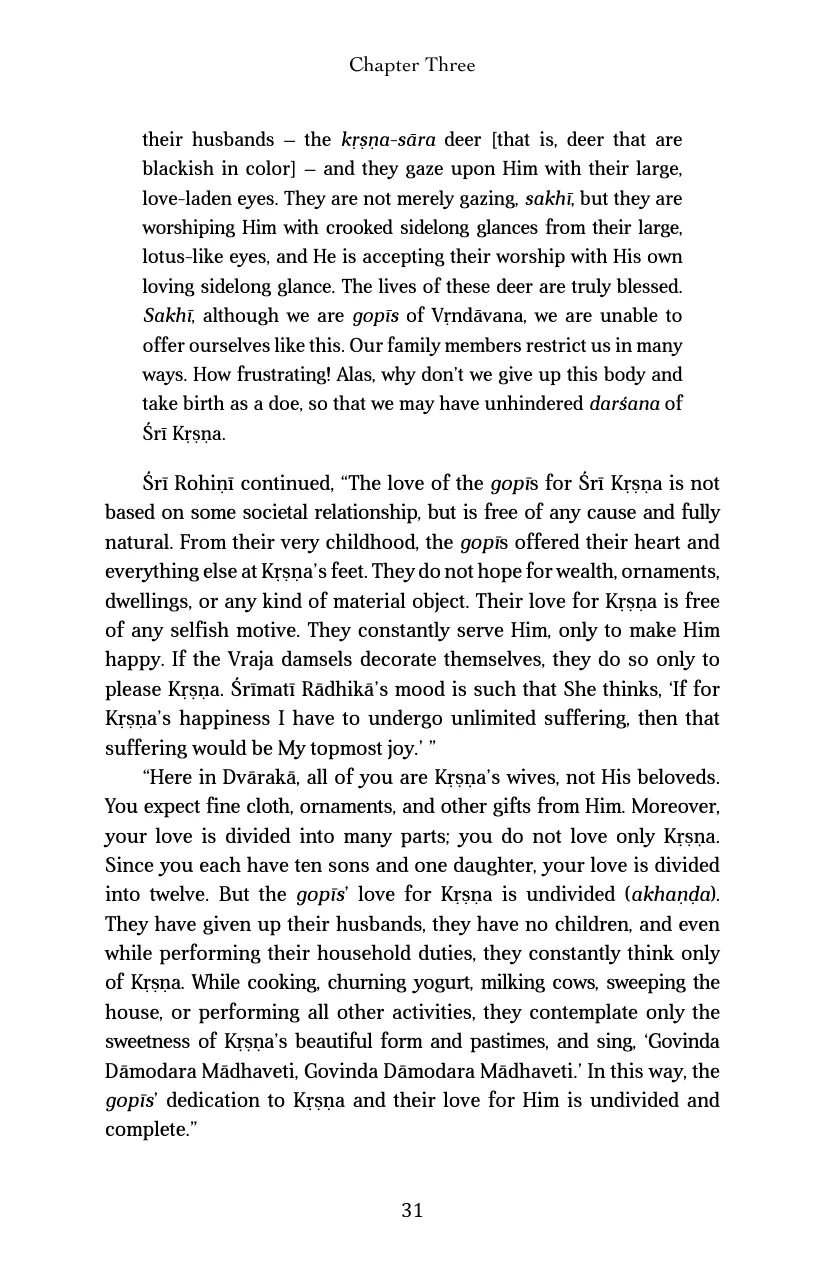 Chapter Three
their husbands – the kṛṣṇa-sāra deer [that is, deer that are
blackish in color] – and they gaze upon Him with their large,
love-laden eyes. They are not merely gazing, sakhī, but they are
worshiping Him with crooked sidelong glances from their large,
lotus-like eyes, and He is accepting their worship with His own
loving sidelong glance. The lives of these deer are truly blessed.
Sakhī, although we are gopīs of Vṛndāvana, we are unable to
offer ourselves like this. Our family members restrict us in many
ways. How frustrating! Alas, why don’t we give up this body and
take birth as a doe, so that we may have unhindered darśana of
Śrī Kṛṣṇa.
Śrī Rohiṇī continued, “The love of the gopīs for Śrī Kṛṣṇa is not
based on some societal relationship, but is free of any cause and fully
natural. From their very childhood, the gopīs offered their heart and
everything else at Kṛṣṇa’s feet. They do not hope for wealth, ornaments,
dwellings, or any kind of material object. Their love for Kṛṣṇa is free
of any selfish motive. They constantly serve Him, only to make Him
happy. If the Vraja damsels decorate themselves, they do so only to
please Kṛṣṇa. Śrīmatī Rādhikā’s mood is such that She thinks, ‘If for
Kṛṣṇa’s happiness I have to undergo unlimited suffering, then that
suffering would be My topmost joy.’ ”
“Here in Dvārakā, all of you are Kṛṣṇa’s wives, not His beloveds.
You expect fine cloth, ornaments, and other gifts from Him. Moreover,
your love is divided into many parts; you do not love only Kṛṣṇa.
Since you each have ten sons and one daughter, your love is divided
into twelve. But the gopīs’ love for Kṛṣṇa is undivided (akhaṇḍa).
They have given up their husbands, they have no children, and even
while performing their household duties, they constantly think only
of Kṛṣṇa. While cooking, churning yogurt, milking cows, sweeping the
house, or performing all other activities, they contemplate only the
sweetness of Kṛṣṇa’s beautiful form and pastimes, and sing, ‘Govinda
Dāmodara Mādhaveti, Govinda Dāmodara Mādhaveti.’ In this way, the
gopīs’ dedication to Kṛṣṇa and their love for Him is undivided and
complete.”
31